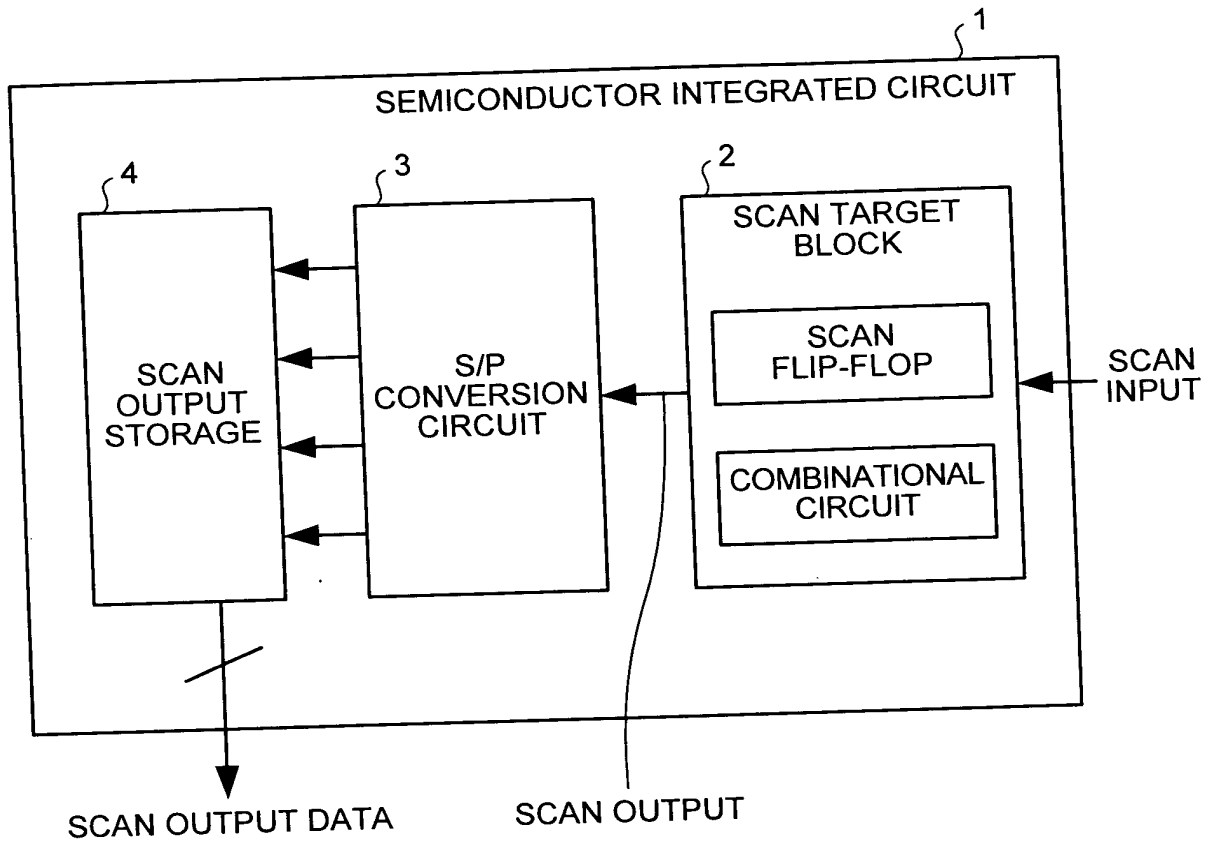 1
SEMICONDUCTOR INTEGRATED CIRCUIT
4
3
2
SCAN TARGET
BLOCK
SCAN
FLIP-FLOP
COMBINATIONAL
CIRCUIT
S/P
CONVERSION
CIRCUIT
SCAN
OUTPUT
STORAGE
SCAN
INPUT
SCAN OUTPUT DATA
SCAN OUTPUT